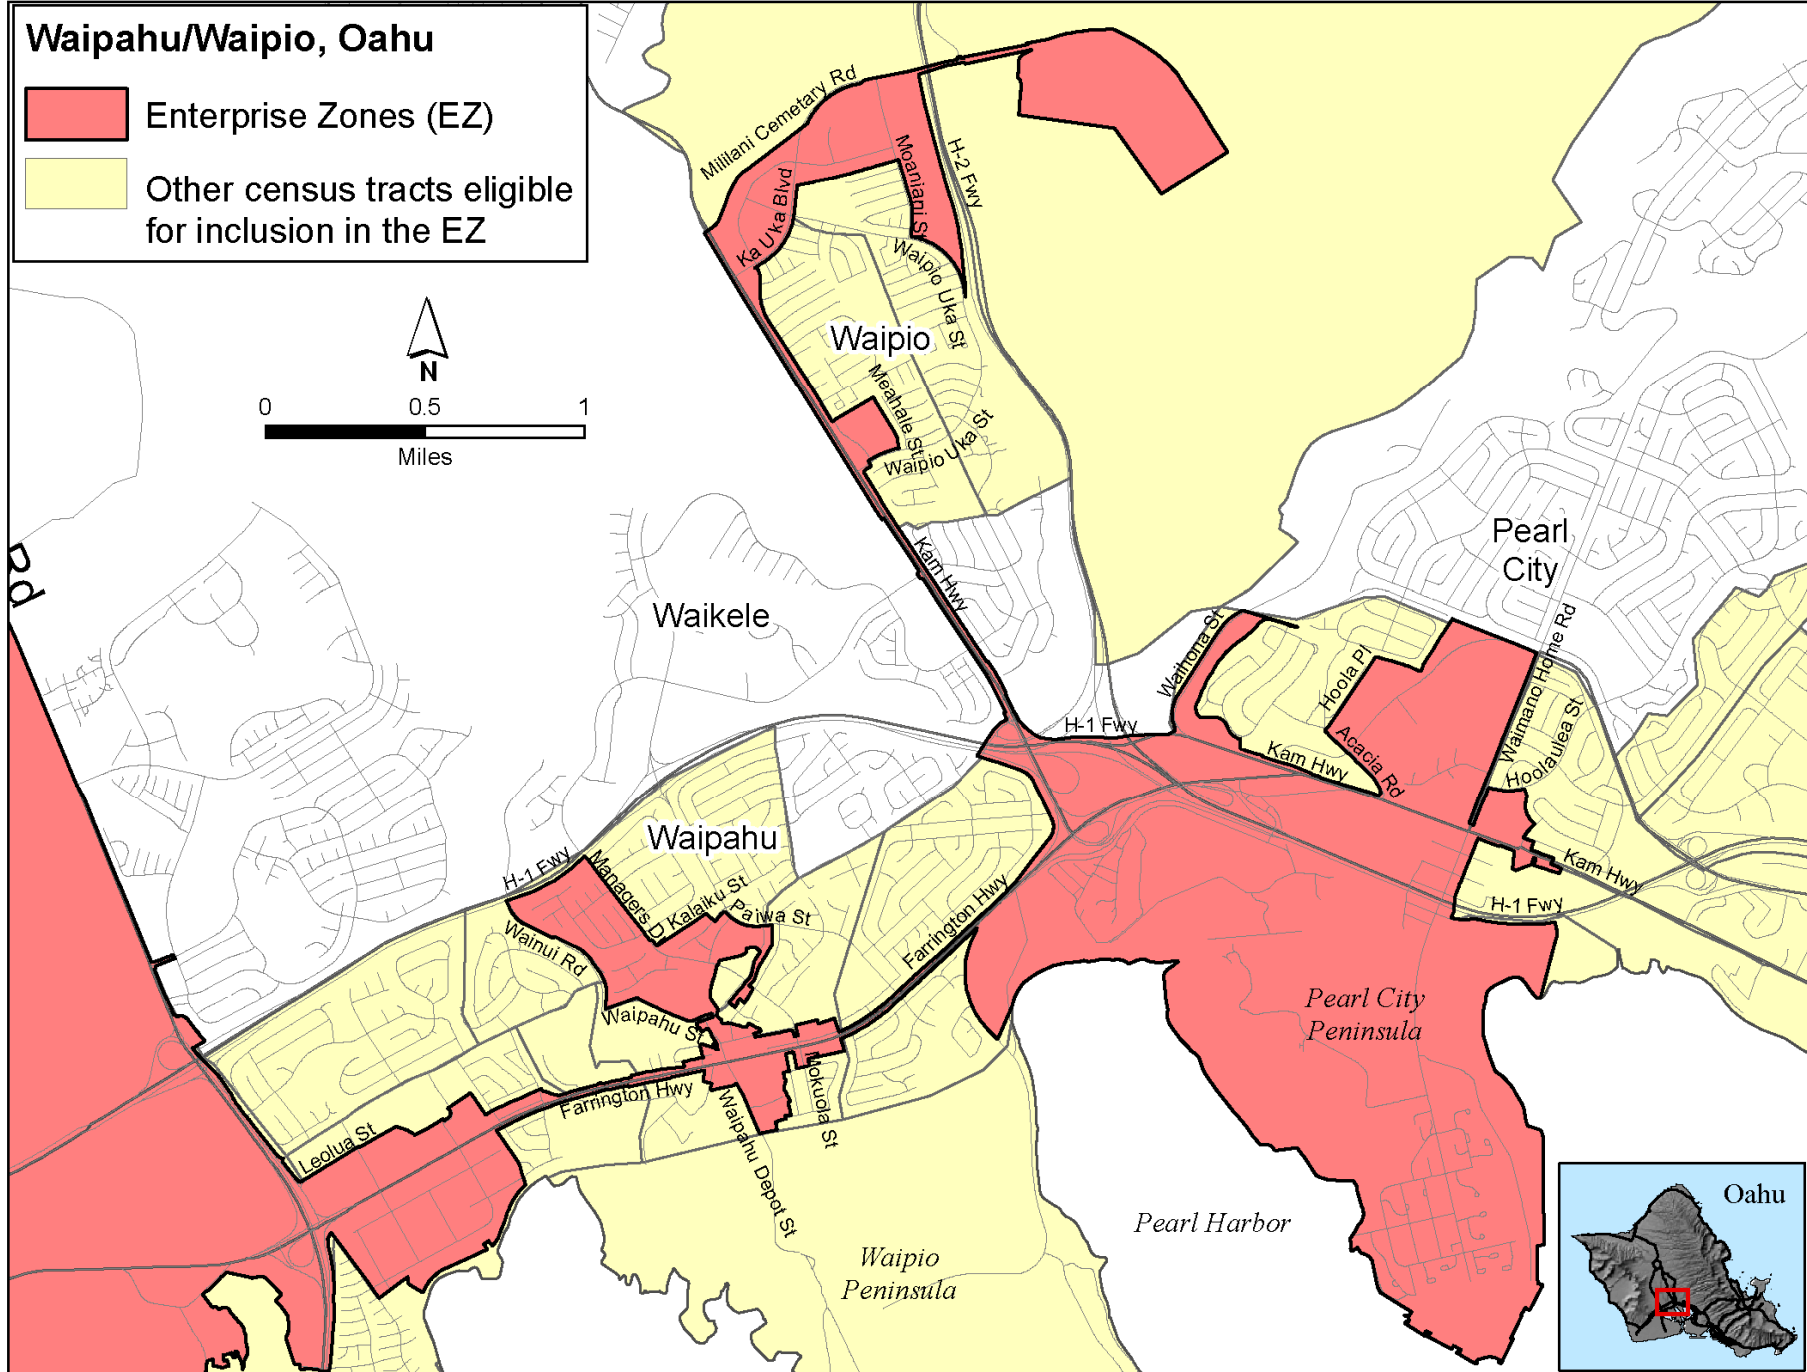 Waipahu/Waipio, Oahu
Enterprise Zones (EZ)
Other census tracts eligible
for inclusion in the EZ
N
0 0.5 1
Miles
Mililani Cemetary Rd
Ka Uka Blvd
Moaniani St
H-2 Fwy
Waipio Uka St
Waipio
Meahale St
Waipio Uka St
Kam Hwy
Rd
Waikele
Pearl
City
Waihona St
Hoola Pl
Waimano Home Rd
Hoolaulea St
H-1 Fwy
Kam Hwy
Acacia Rd
Waipahu
H-1 Fwy
Managers D
Kalaiku St
Paiwa St
Wainui Rd
Farrington Hwy
Kam Hwy
H-1 Fwy
Waipahu St
Pearl City
Peninsula
Farrington Hwy
Mokuola St
Leolua St
Waipahu Depot St
Pearl Harbor
Waipio
Peninsula
Oahu